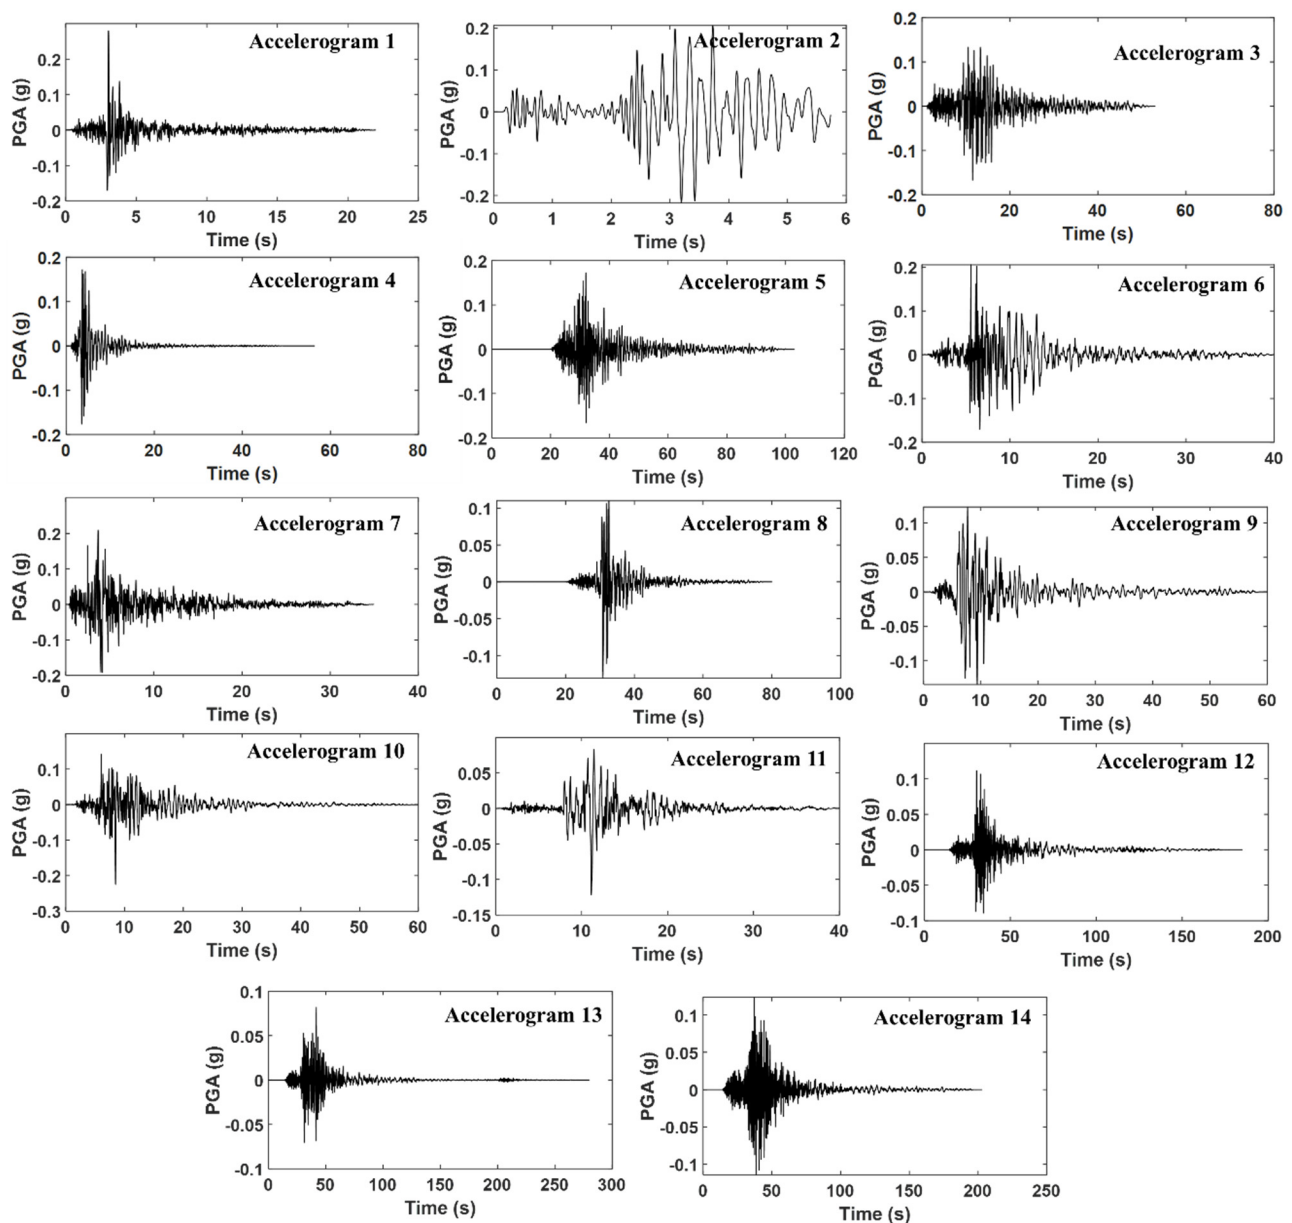 Accelerogram 1
PGA (g)
0.3
0.2
0.1
0
-0.1
-0.2
0 5 10 15 20 25
Time (s)
Accelerogram 2
PGA (g)
0.2
0.1
0
-0.1
-0.2
0 1 2 3 4 5 6
Time (s)
Accelerogram 3
PGA (g)
0.2
0.1
0
-0.1
-0.2
0 20 40 60 80
Time (s)
Accelerogram 4
PGA (g)
0.2
0.1
0
-0.1
-0.2
0 20 40 60 80
Time (s)
Accelerogram 5
PGA (g)
0.2
0.1
0
-0.1
0.2
0 20 40 60 80 100 120
Time (s)
Accelerogram 6
PGA (g)
0.2
0.1
0
-0.1
0.2
0 10 20 30 40
Time (s)
Accelerogram 7
PGA (g)
0.3
0.2
0.1
0
-0.1
-0.2
0 10 20 30 40
Time (s)
Accelerogram 8
PGA (g)
0.1
0.05
0
-0.05
-0.1
0 20 40 60 80 100
Time (s)
Accelerogram 9
PGA (g)
0.1
0.05
0
-0.05
-0.1
0 10 20 30 40 50 60
Time (s)
Accelerogram 10
PGA (g)
0.2
0.1
0
-0.1
-0.2
-0.3
0 10 20 30 40 50 60
Time (s)
Accelerogram 11
PGA (g)
0.05
0
-0.05
-0.1
-0.15
0 10 20 30 40
Time (s)
Accelerogram 12
PGA (g)
0.1
0.05
0
-0.05
-0.1
0 50 100 150 200
Time (s)
Accelerogram 13
PGA (g)
0.1
0.05
0
-0.05
-0.1
0 50 100 150 200 250 300
Time (s)
Accelerogram 14
PGA (g)
0.1
0.05
0
-0.05
-0.1
0 50 100 150 200 250
Time (s)